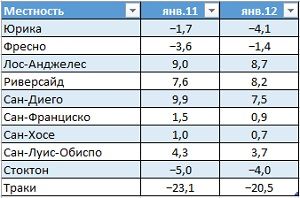 Местность янв.11 янв.12
Юрика −1,7 −4,1
Фресно −3,6 −1,4
Лос-Анджелес 9,0 8,7
Риверсайд 7,6 8,2
Сан-Диего 9,9 7,5
Сан-Франциско 1,5 0,9
Сан-Хосе 1,0 0,7
Сан-Луис-Обиспо 4,3 3,7
Стоктон −5,0 −4,0
Траки −23,1 −20,5